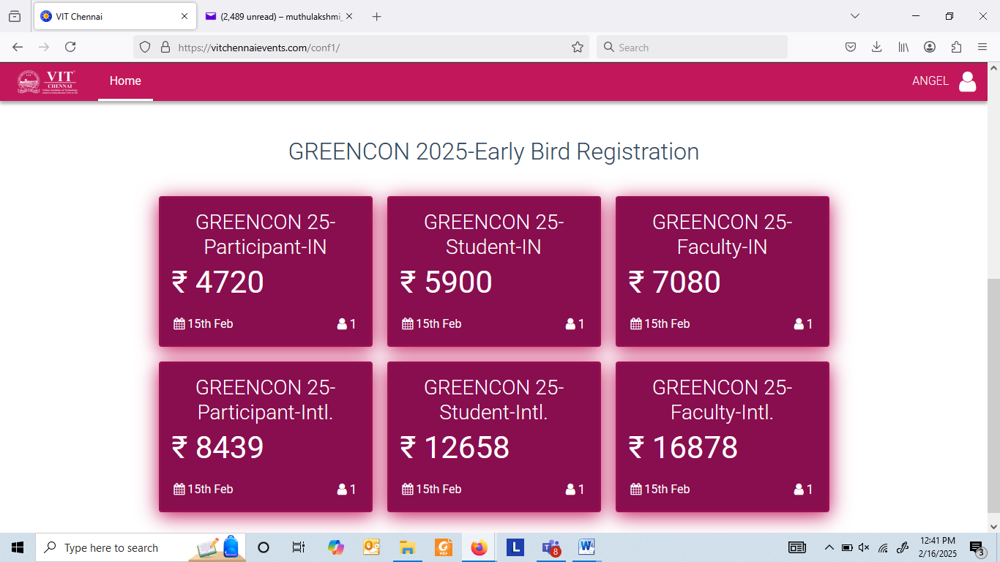 VIT Chennai
(2,489 unread) – muthulakshmi_
https://vitchennaievents.com/conf1/
Search
VIT
CHENNAI
Home
ANGEL
GREENCON 2025-Early Bird Registration
GREENCON 25-
Participant-IN
₹ 4720
15th Feb
1
GREENCON 25-
Student-IN
₹ 5900
15th Feb
1
GREENCON 25-
Faculty-IN
₹ 7080
15th Feb
1
GREENCON 25-
Participant-Intl.
₹ 8439
15th Feb
1
GREENCON 25-
Student-Intl.
₹ 12658
15th Feb
1
GREENCON 25-
Faculty-Intl.
₹ 16878
15th Feb
1
Type here to search
PDF
L
8
W
12:41 PM
2/16/2025
3